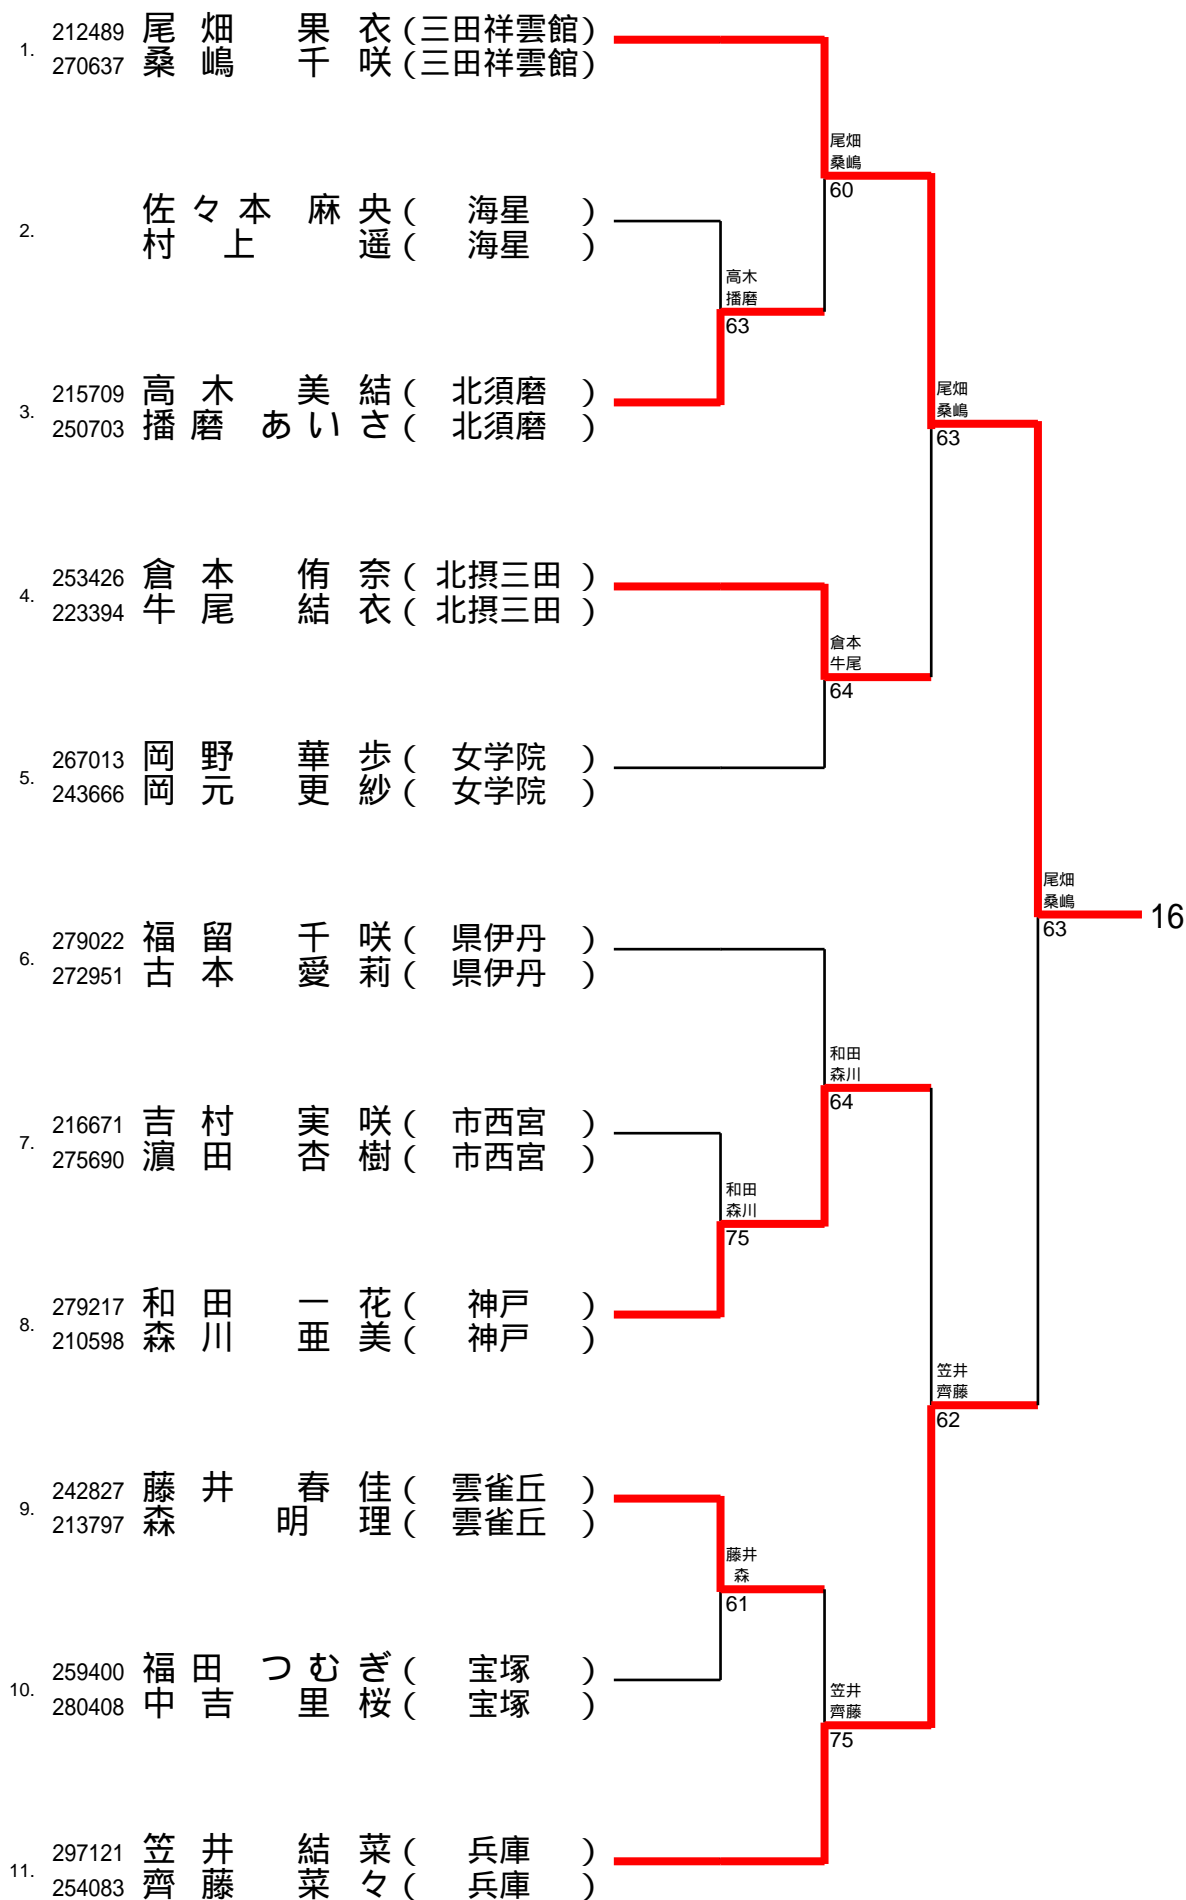 1. 212489 尾畑 果衣 (三田祥雲館)
270637 桑嶋 千咲 (三田祥雲館)
尾畑
桑嶋
60
2. 佐々本 麻央 ( 海星 )
村上 遥 ( 海星 )
高木
播磨
63
3. 215709 高木 美結 ( 北須磨 )
250703 播磨 あいさ ( 北須磨 )
尾畑
桑嶋
63
4. 253426 倉本 侑奈 ( 北摂三田 )
223394 牛尾 結衣 ( 北摂三田 )
倉本
牛尾
64
5. 267013 岡野 華歩 ( 女学院 )
243666 岡元 更紗 ( 女学院 )
尾畑
桑嶋
63
16
6. 279022 福留 千咲 ( 県伊丹 )
272951 古本 愛莉 ( 県伊丹 )
和田
森川
64
7. 216671 吉村 実咲 ( 市西宮 )
275690 濵田 杏樹 ( 市西宮 )
和田
森川
75
8. 279217 和田 一花 ( 神戸 )
210598 森川 亜美 ( 神戸 )
笠井
齊藤
62
9. 242827 藤井 春佳 ( 雲雀丘 )
213797 森 明理 ( 雲雀丘 )
藤井
森
61
10. 259400 福田 つむぎ ( 宝塚 )
280408 中吉 里桜 ( 宝塚 )
笠井
齊藤
75
11. 297121 笠井 結菜 ( 兵庫 )
254083 齊藤 菜々 ( 兵庫 )